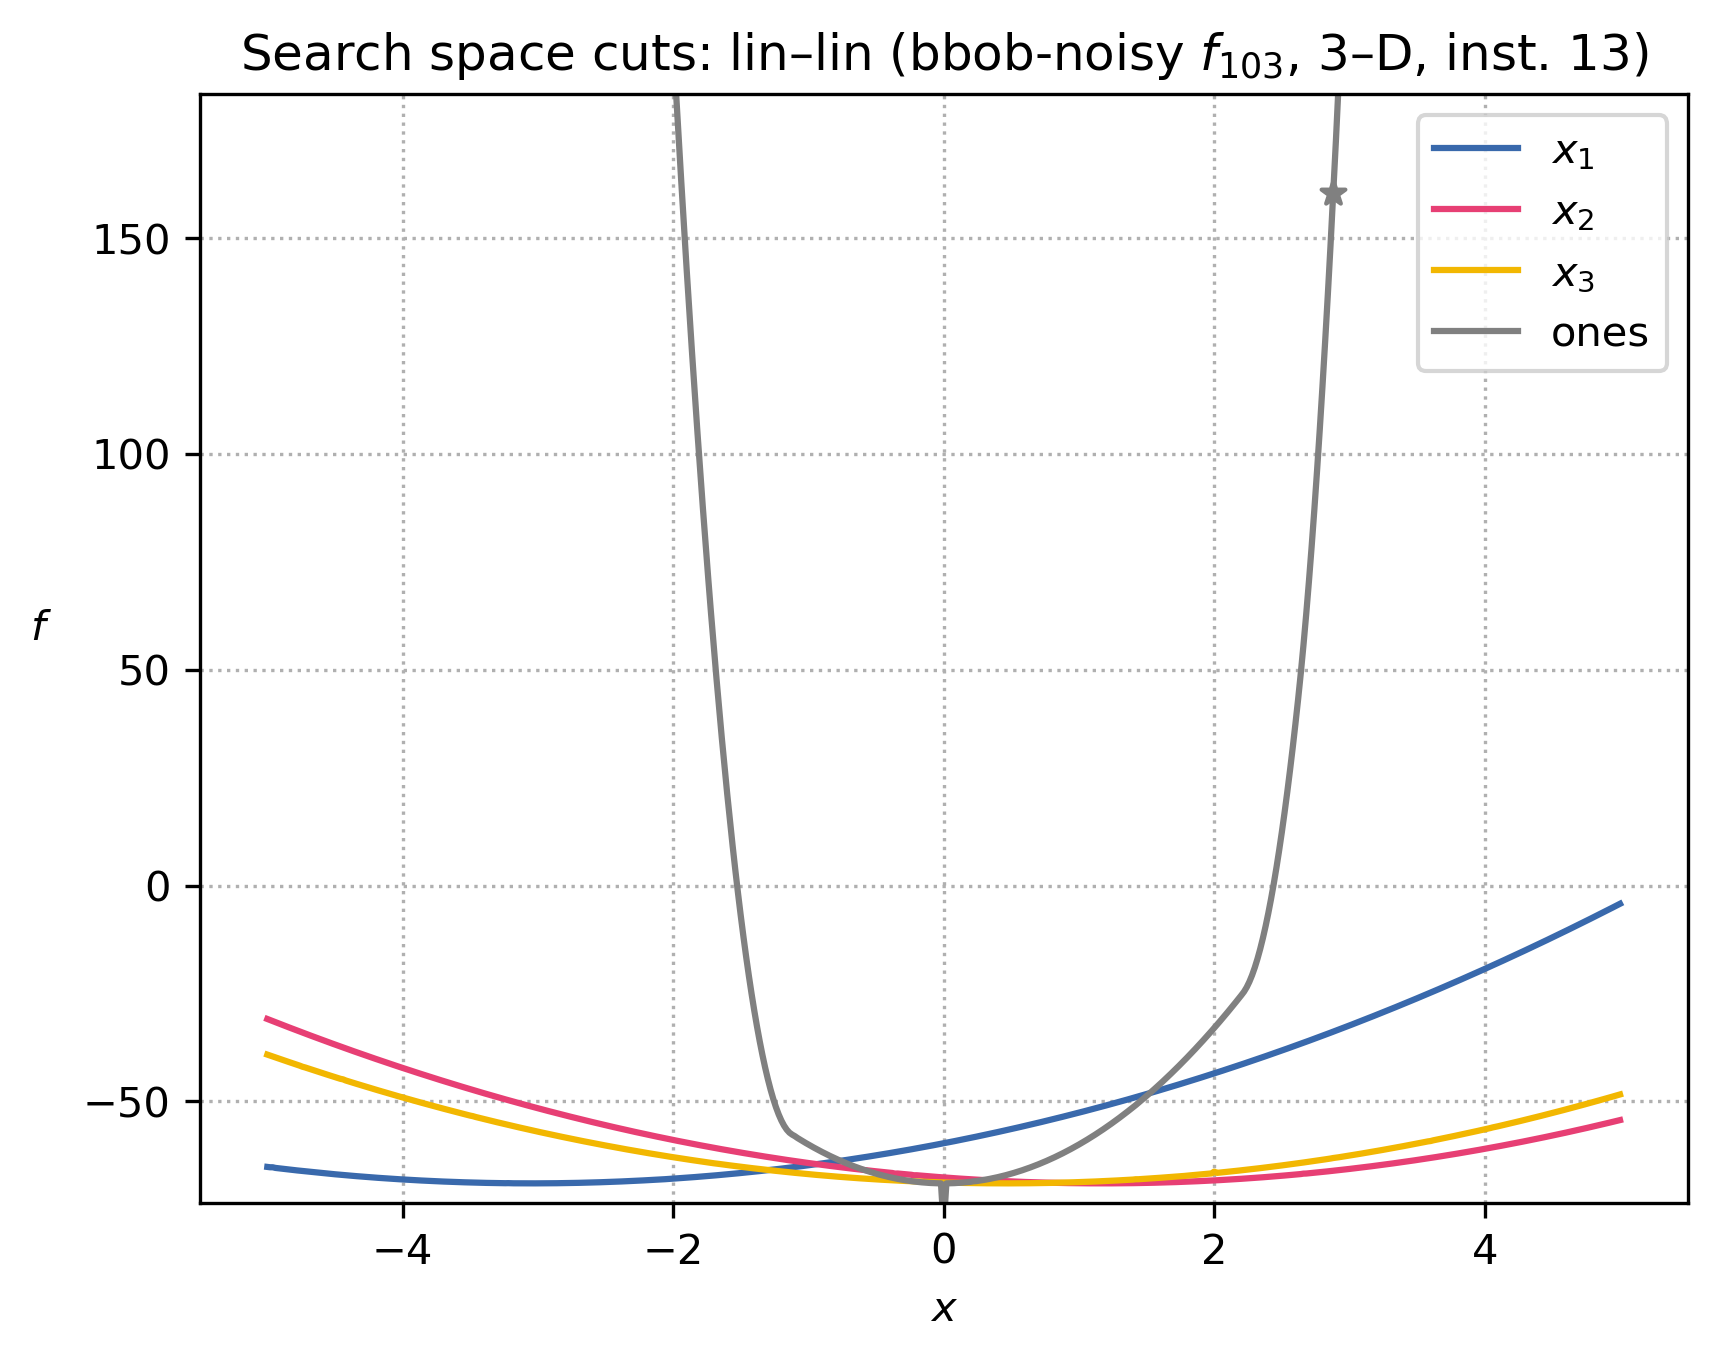 Search space cuts: lin–lin (bbob-noisy f₁₀₃, 3–D, inst. 13)
x₁
x₂
x₃
ones
150
100
50
0
−50
f
−4
−2
0
2
4
x